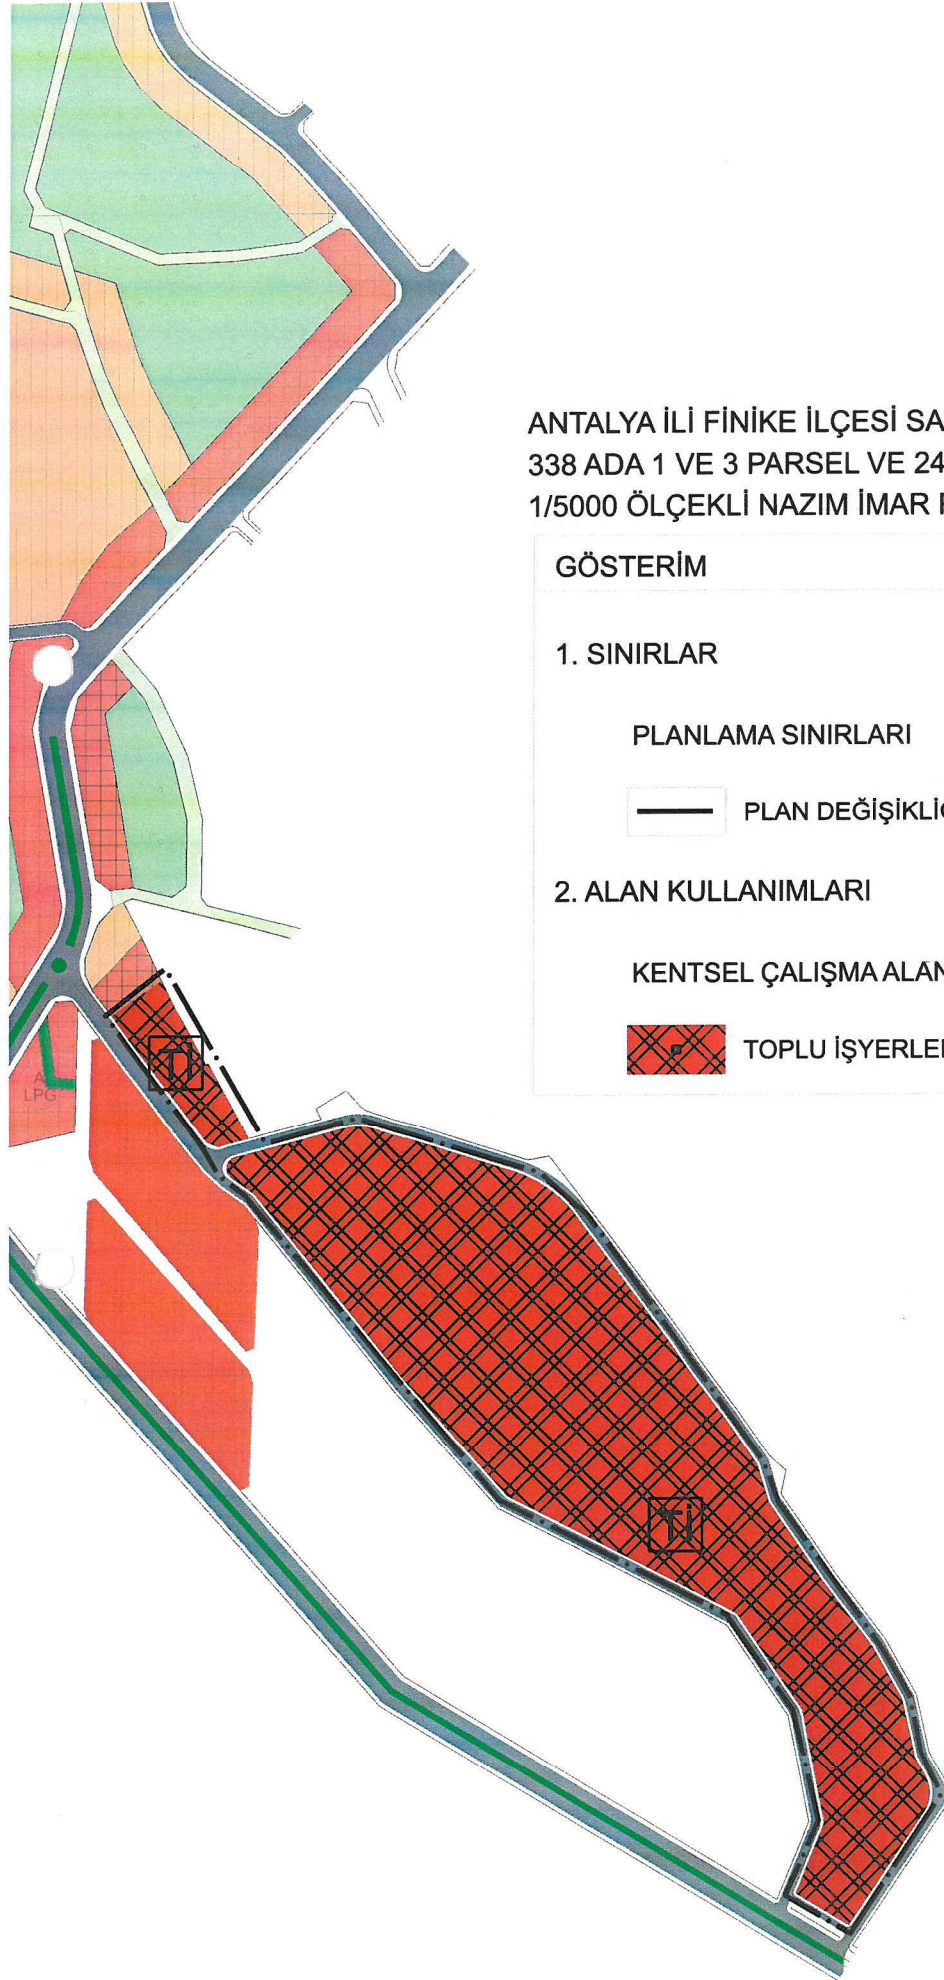 ANTALYA İLİ FİNİKE İLÇESİ SA
338 ADA 1 VE 3 PARSEL VE 24
1/5000 ÖLÇEKLİ NAZIM İMAR
GÖSTERİM
1. SINIRLAR
PLANLAMA SINIRLARI
PLAN DEĞİŞİKLİĞ
2. ALAN KULLANIMLARI
KENTSEL ÇALIŞMA ALAN
TOPLU İŞYERLE
Tİ
A
LPG
Tİ